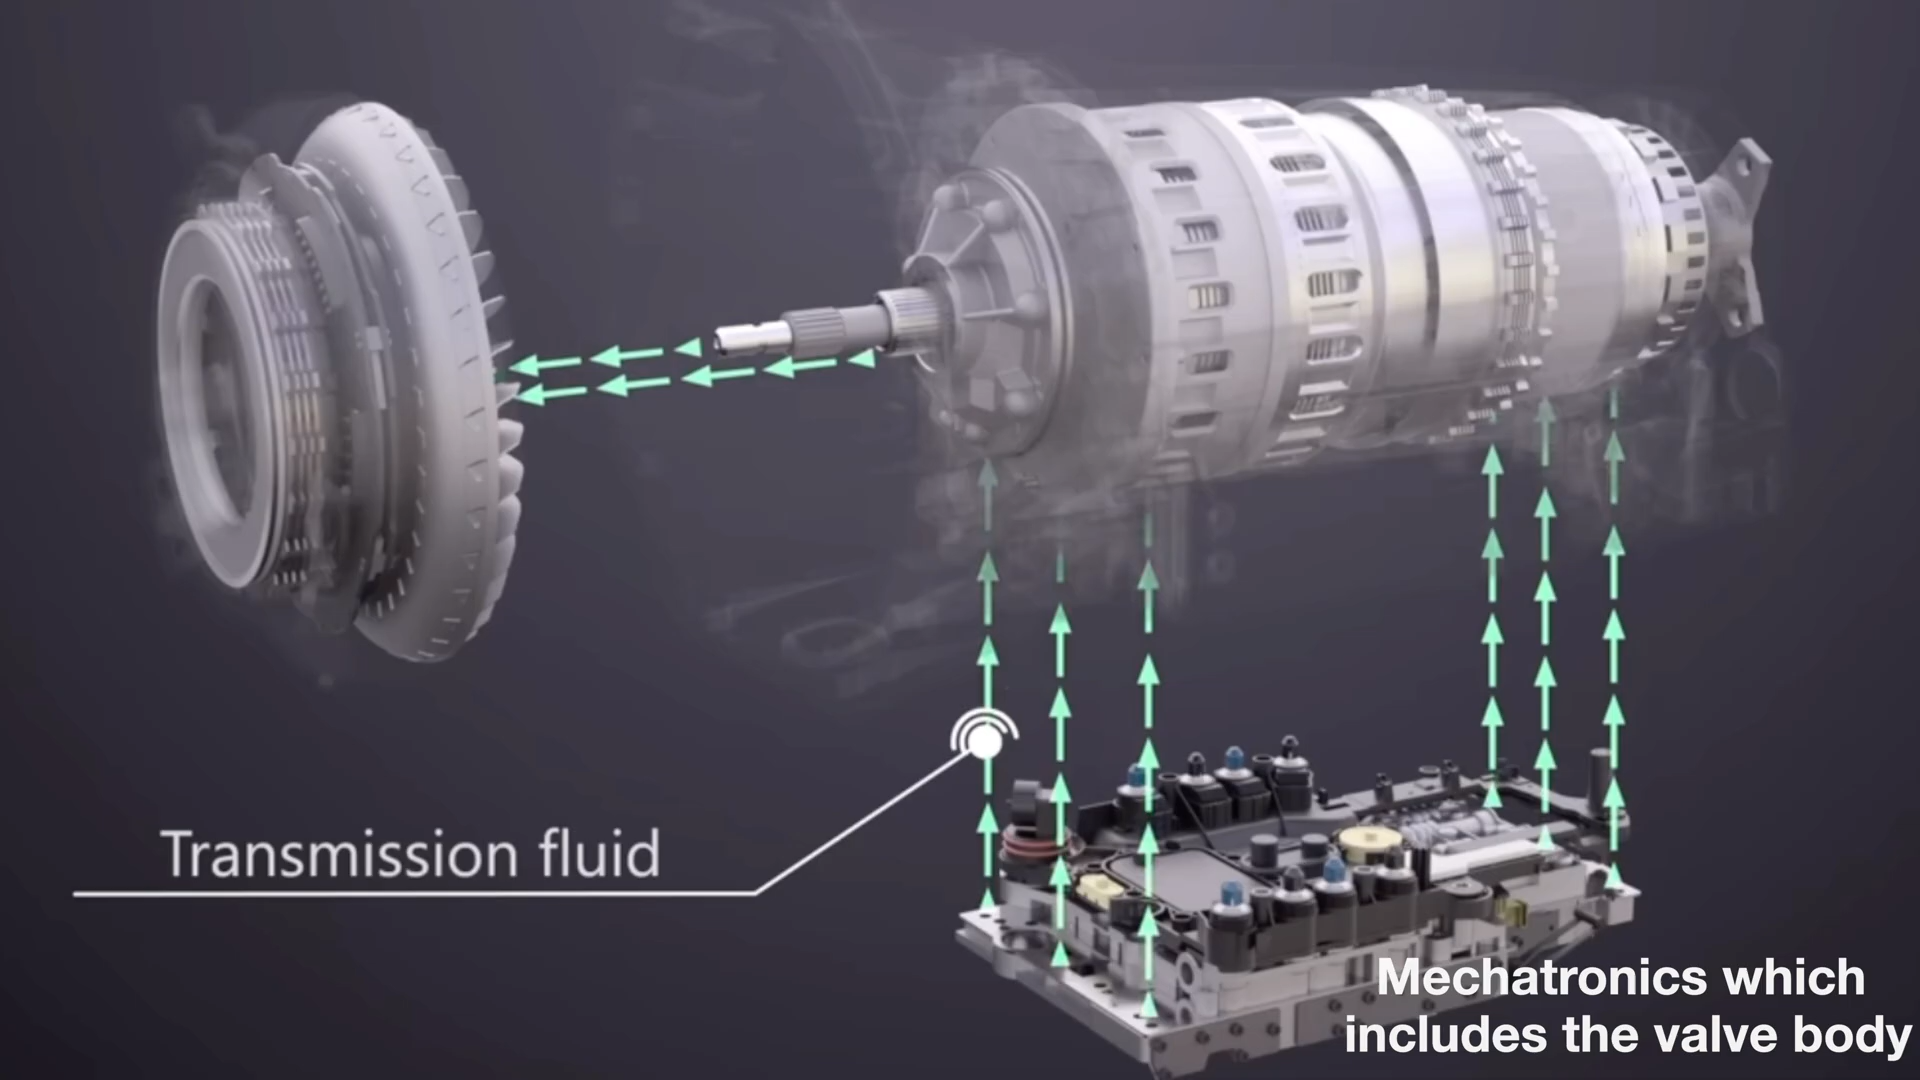 Transmission fluid
Mechatronics which
includes the valve body